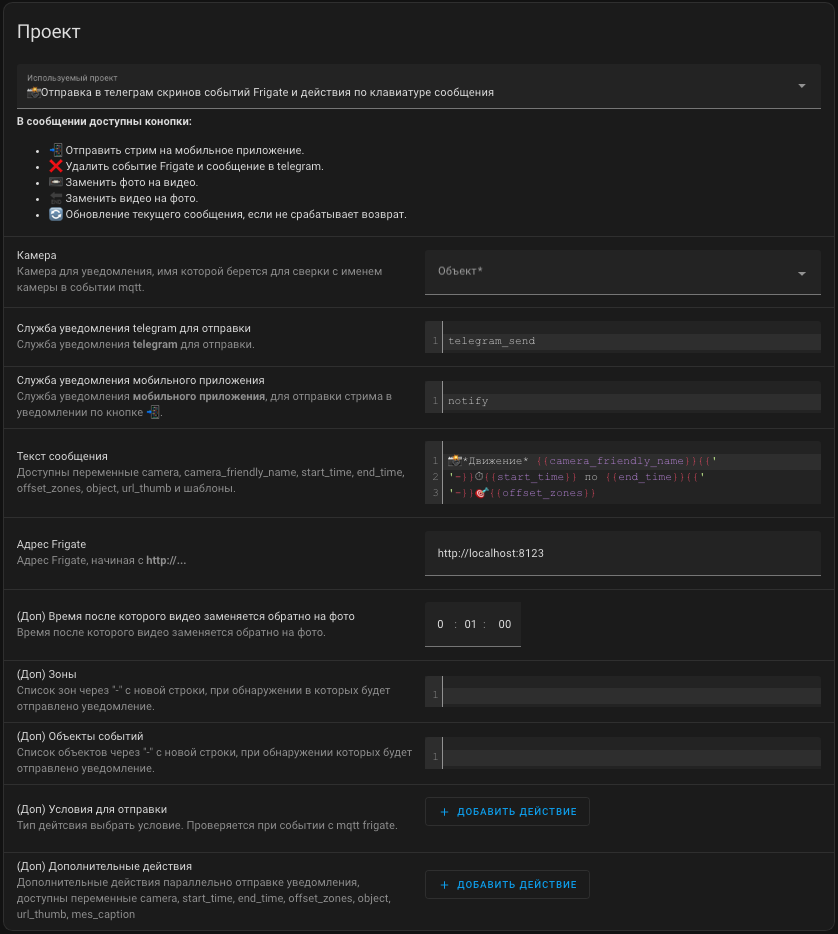 Проект
Используемый проект
📸Отправка в телеграм скринов событий Frigate и действия по клавиатуре сообщения
В сообщении доступны конопки:
• 📲 Отправить стрим на мобильное приложение.
• ❌ Удалить событие Frigate и сообщение в telegram.
• Заменить фото на видео.
• Заменить видео на фото.
• 🔄 Обновление текущего сообщения, если не срабатывает возврат.
Камера
Камера для уведомления, имя которой берется для сверки с именем
камеры в событии mqtt.
Объект*
Служба уведомления telegram для отправки
Служба уведомления telegram для отправки.
1 telegram_send
Служба уведомления мобильного приложения
Служба уведомления мобильного приложения, для отправки стрима в
уведомлении по кнопке 📲.
1 notify
Текст сообщения
Доступны переменные camera, camera_friendly_name, start_time, end_time,
offset_zones, object, url_thumb и шаблоны.
1 📸*Движение* {{camera_friendly_name}}{{'
2 '-}}⏱{{start_time}} по {{end_time}}{{'
3 '-}}🎯{{offset_zones}}
Адрес Frigate
Адрес Frigate, начиная с http://...
http://localhost:8123
(Доп) Время после которого видео заменяется обратно на фото
Время после которого видео заменяется обратно на фото.
0 : 01 : 00
(Доп) Зоны
Список зон через "-" с новой строки, при обнаружении в которых будет
отправлено уведомление.
1
(Доп) Объекты событий
Список объектов через "-" с новой строки, при обнаружении которых будет
отправлено уведомление.
1
(Доп) Условия для отправки
Тип дейтсвия выбрать условие. Проверяется при событии с mqtt frigate.
+ ДОБАВИТЬ ДЕЙСТВИЕ
(Доп) Дополнительные действия
Дополнительные действия параллельно отправке уведомления,
доступны переменные camera, start_time, end_time, offset_zones, object,
url_thumb, mes_caption
+ ДОБАВИТЬ ДЕЙСТВИЕ